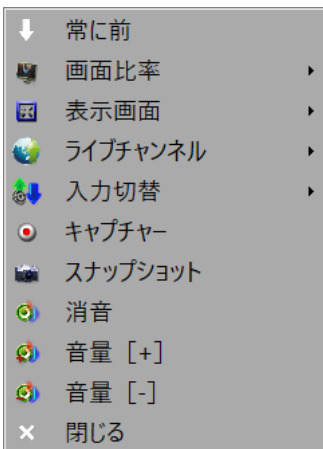 常に前
画面比率
表示画面
ライブチャンネル
入力切替
キャプチャー
スナップショット
消音
音量 [+]
音量 [-]
閉じる